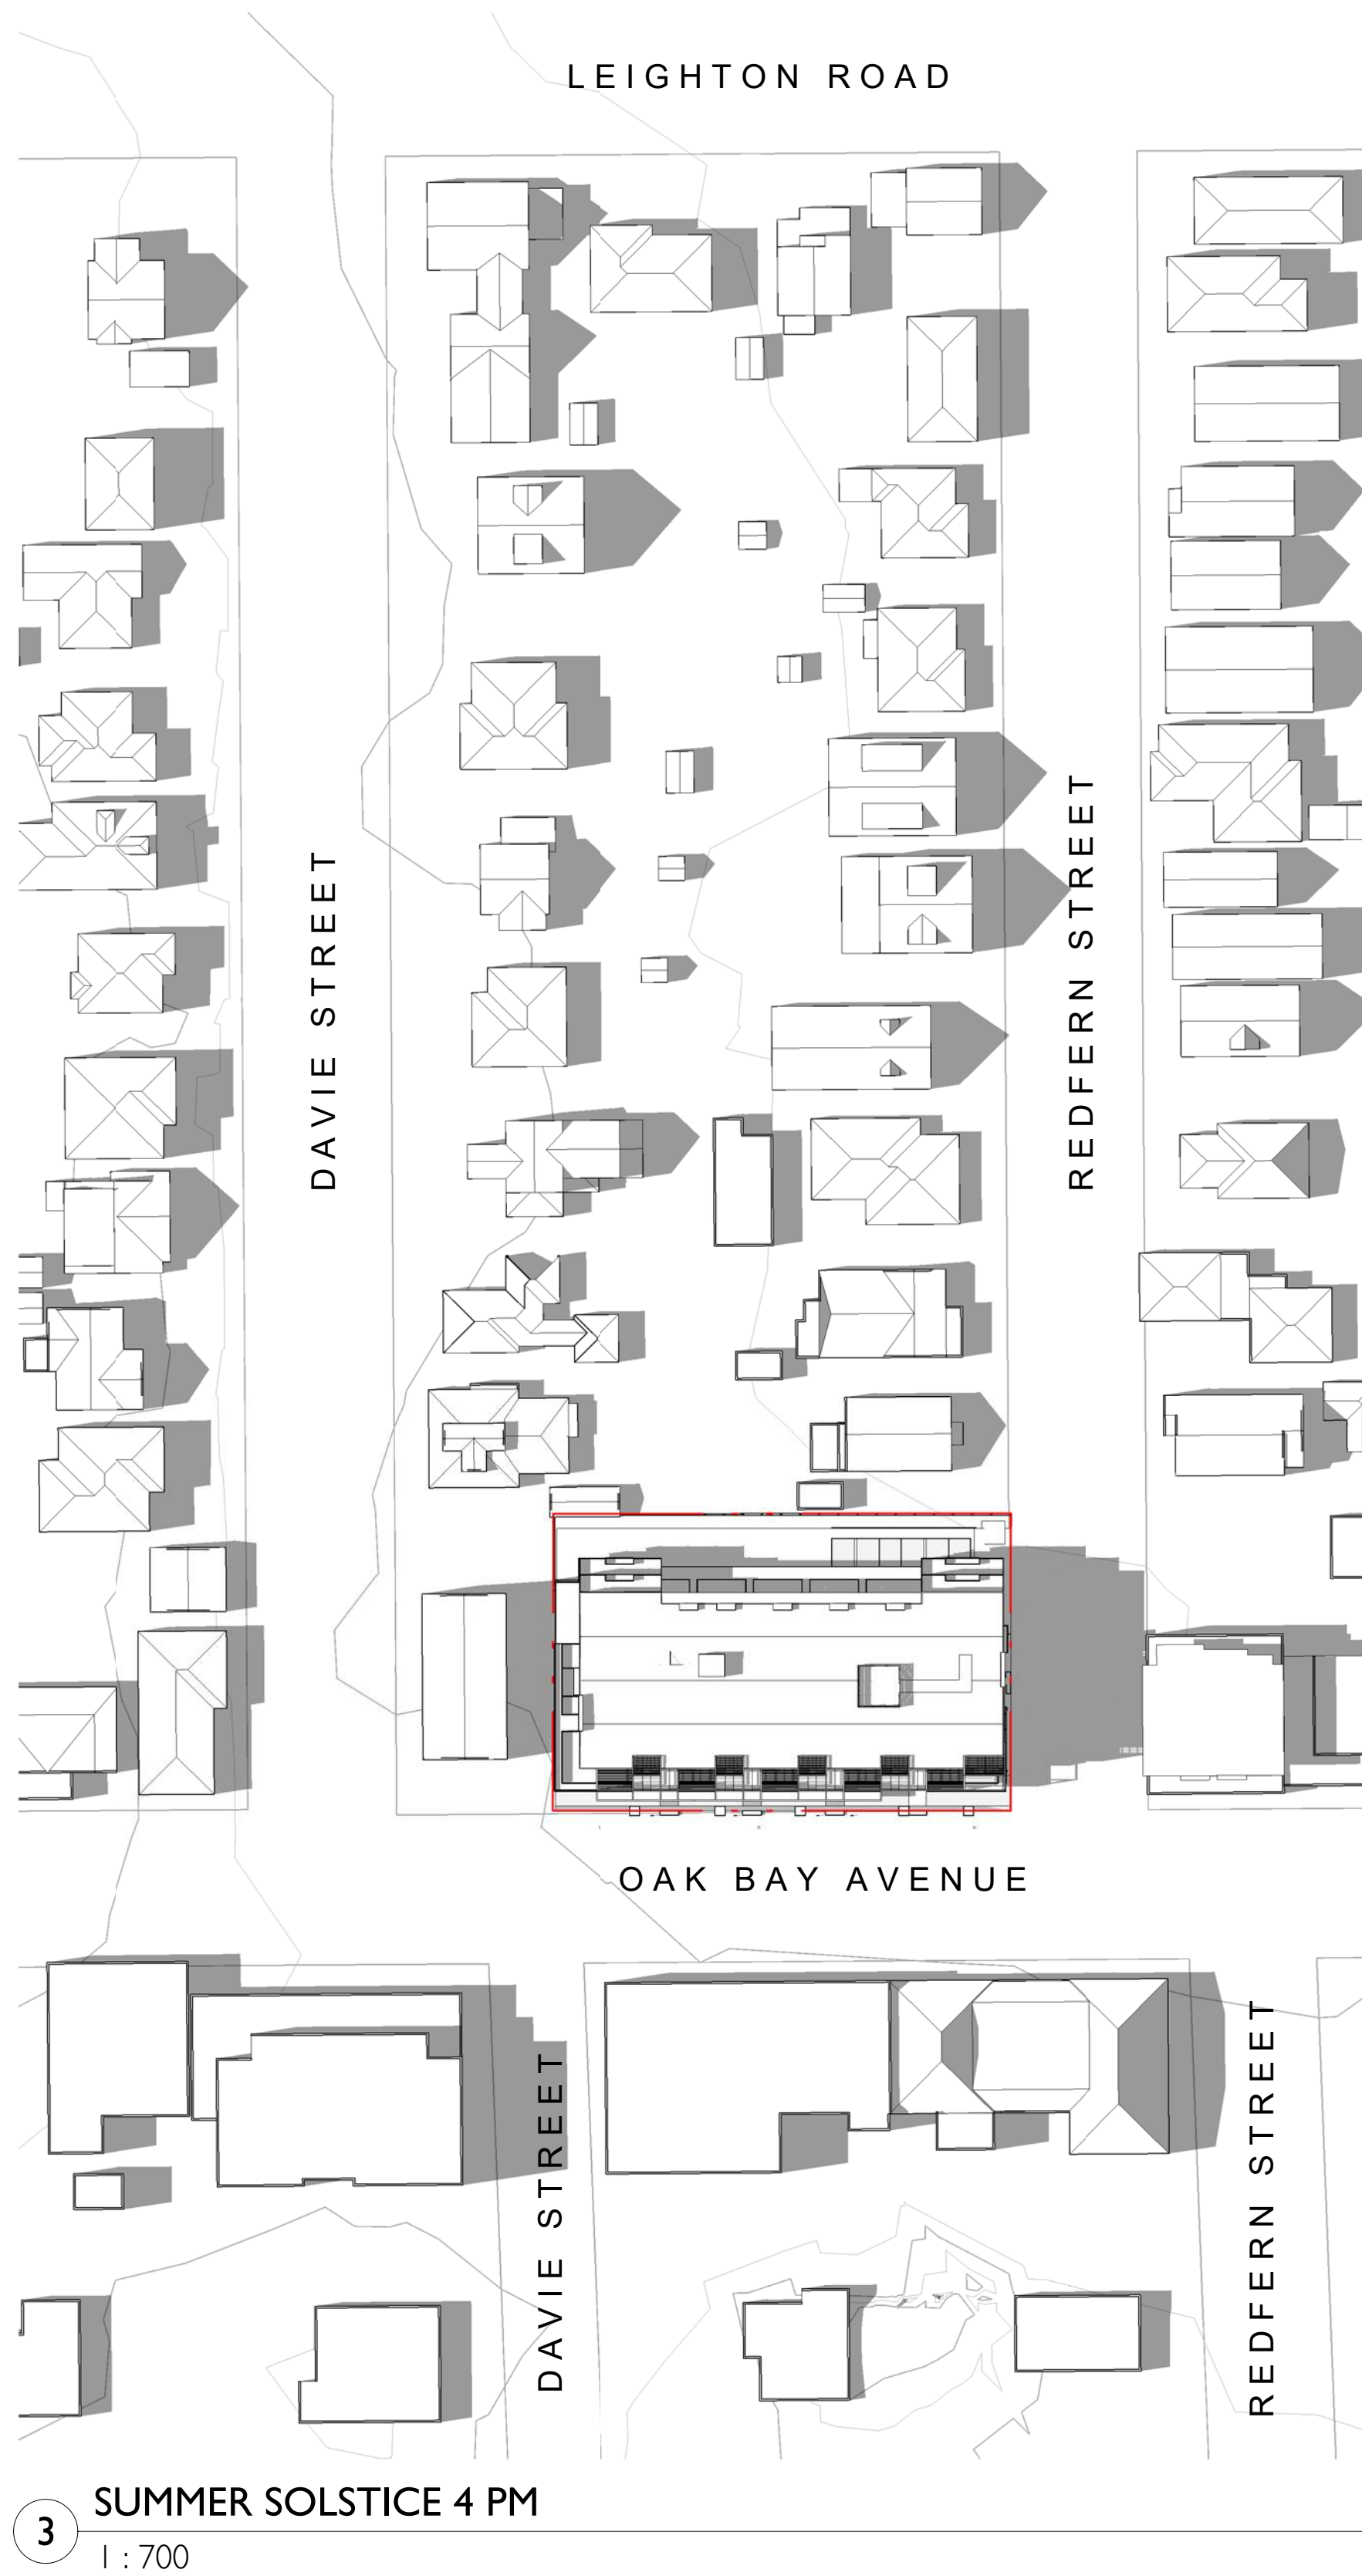 LEIGHTON ROAD
DAVIE STREET
REDFERN STREET
OAK BAY AVENUE
DAVIE STREET
REDFERN STREET
3
SUMMER SOLSTICE 4 PM
1 : 700